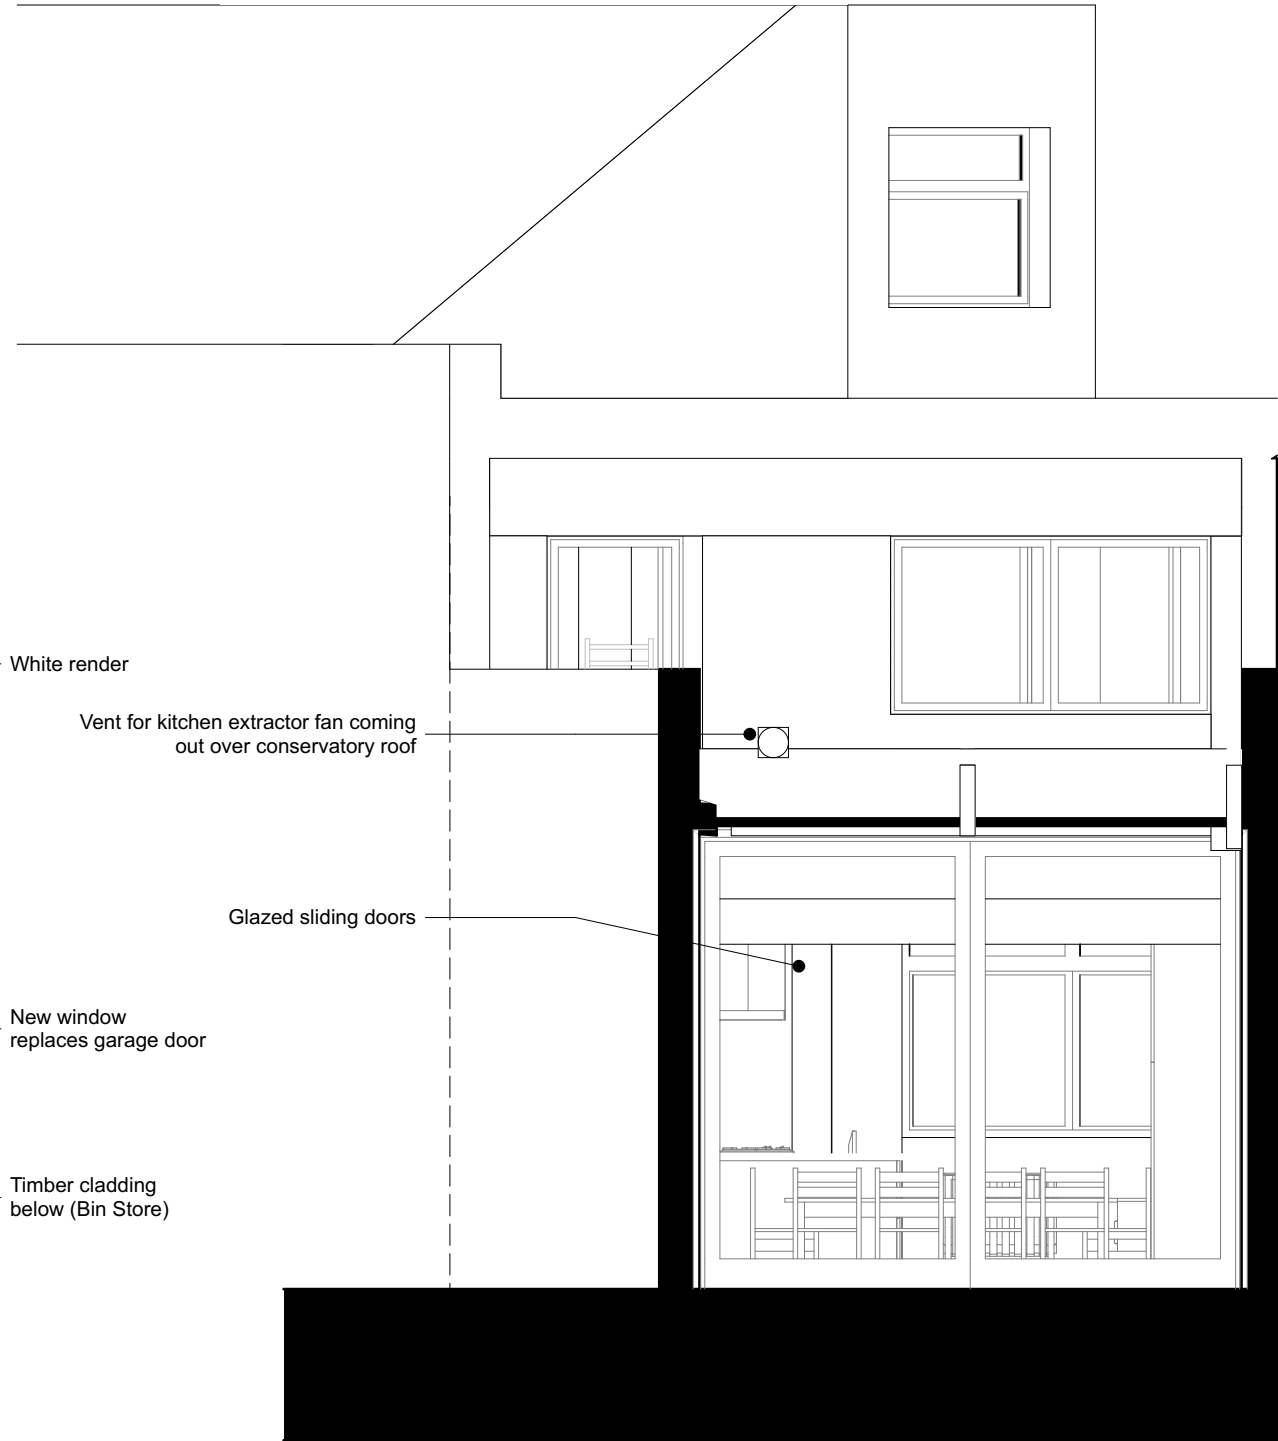 White render
Vent for kitchen extractor fan coming
out over conservatory roof
Glazed sliding doors
New window
replaces garage door
Timber cladding
below (Bin Store)